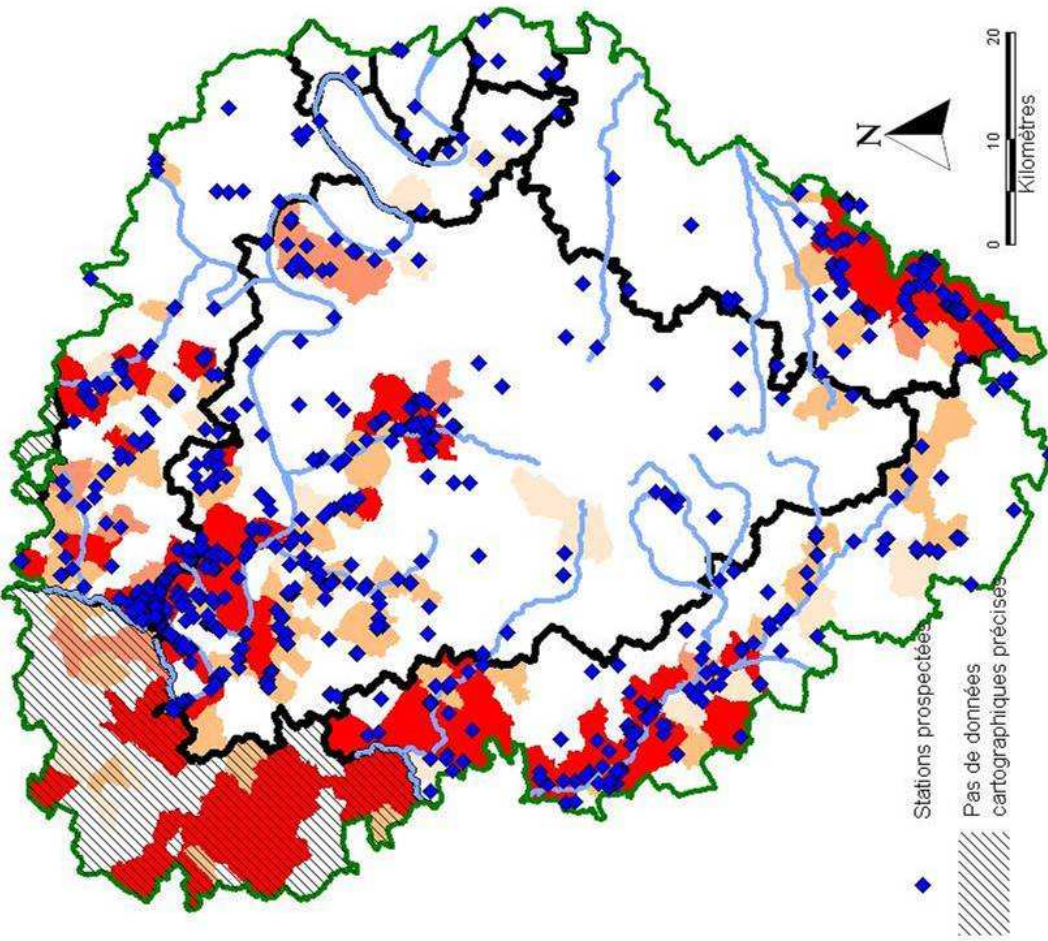 N
0 10 20
Kilomètres
Stations prospectées
Pas de données
cartographiques précises